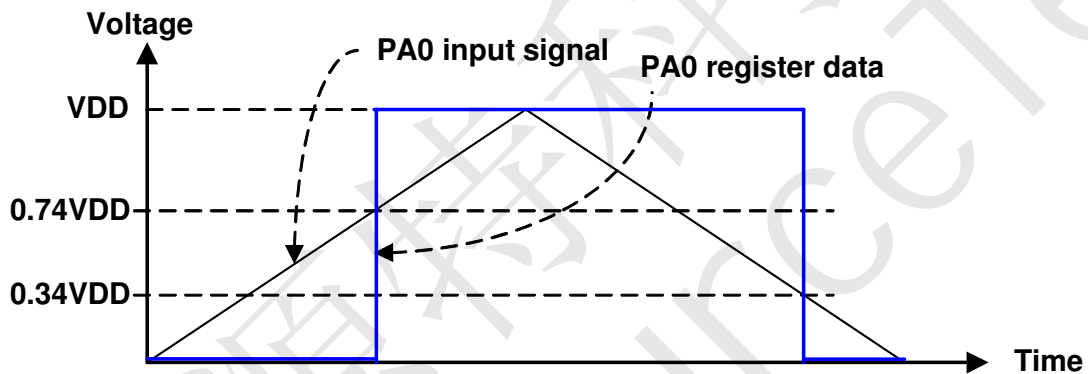 Voltage
PA0 input signal
PA0 register data
VDD
0.74VDD
0.34VDD
Time